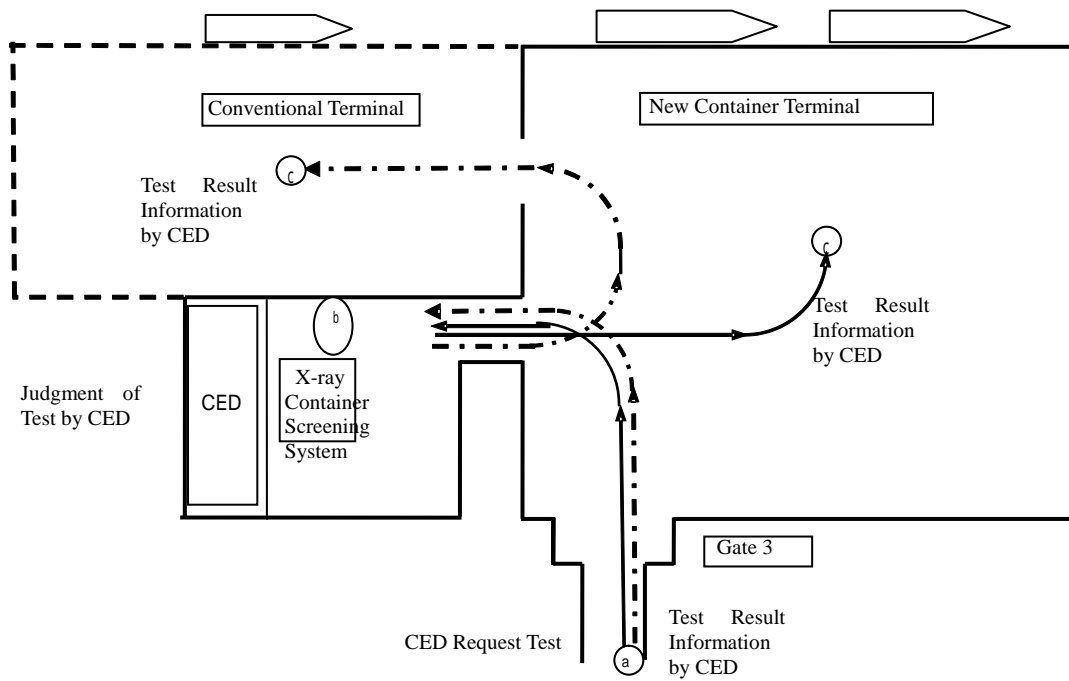 Conventional Terminal
New Container Terminal
c
Test Result
Information
by CED
c
Test Result
Information
by CED
b
Judgment of
Test by CED
CED
X-ray
Container
Screening
System
Gate 3
CED Request Test
a
Test Result
Information
by CED